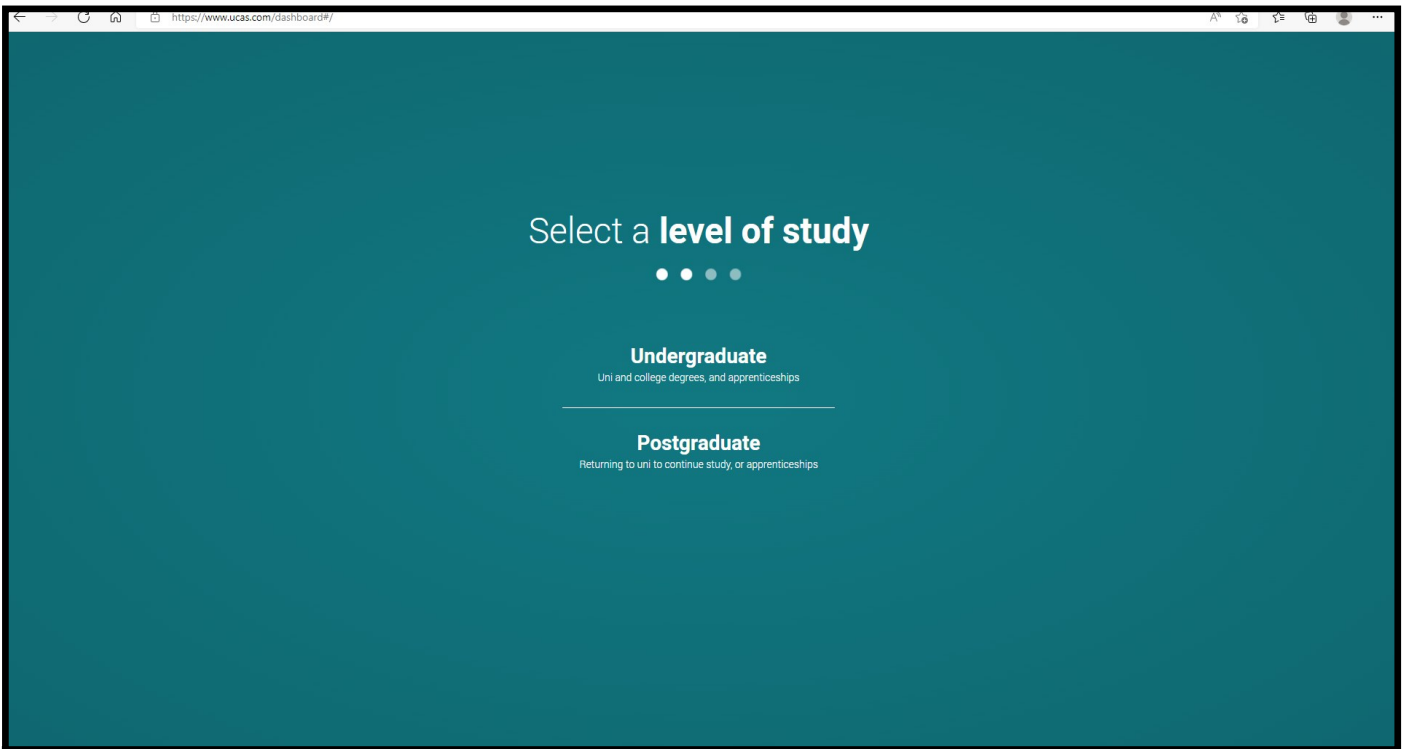 https://www.ucas.com/dashboard#/
Select a level of study
Undergraduate
Uni and college degrees, and apprenticeships
Postgraduate
Returning to uni to continue study, or apprenticeships